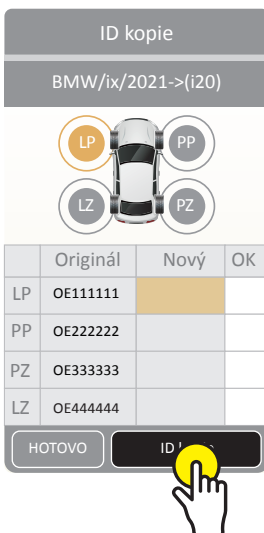 ID kopie
BMW/ix/2021->(i20)
LP PP
LZ PZ
Originál Nový OK
LP OE111111
PP OE222222
PZ OE333333
LZ OE444444
HOTOVO ID